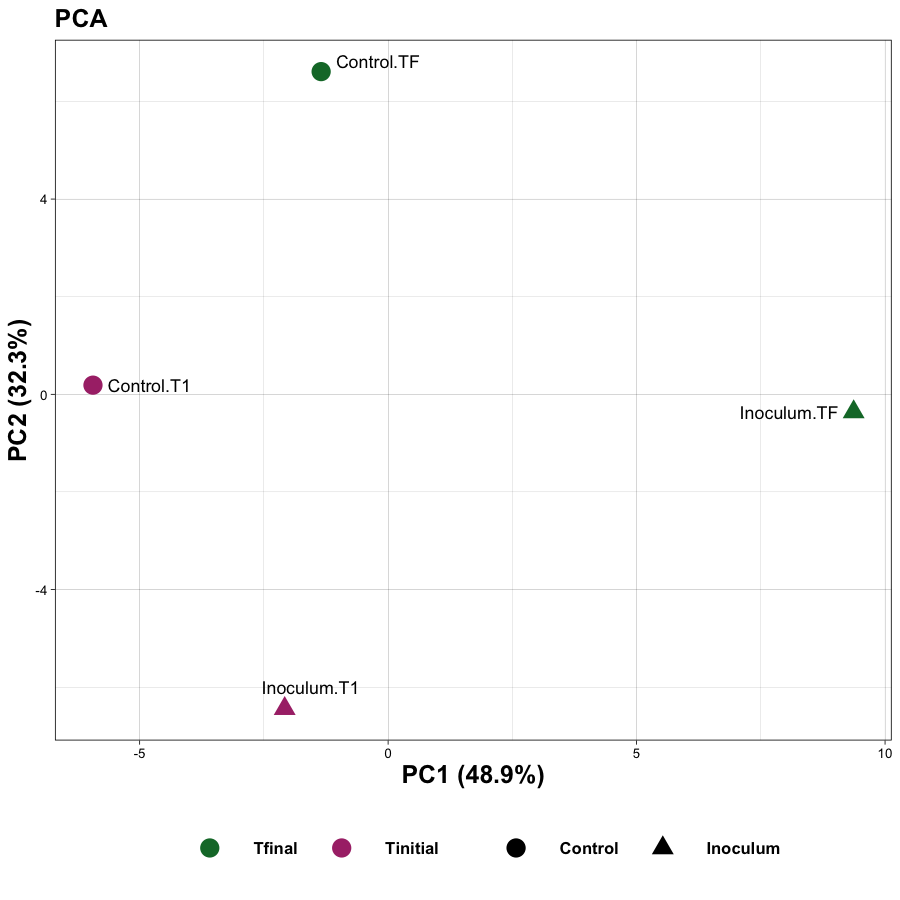 PCA
Control.TF
4
PC2 (32.3%)
0
Control.T1
Inoculum.TF
-4
Inoculum.T1
-5 0 5 10
PC1 (48.9%)
Tfinal Tinitial Control Inoculum